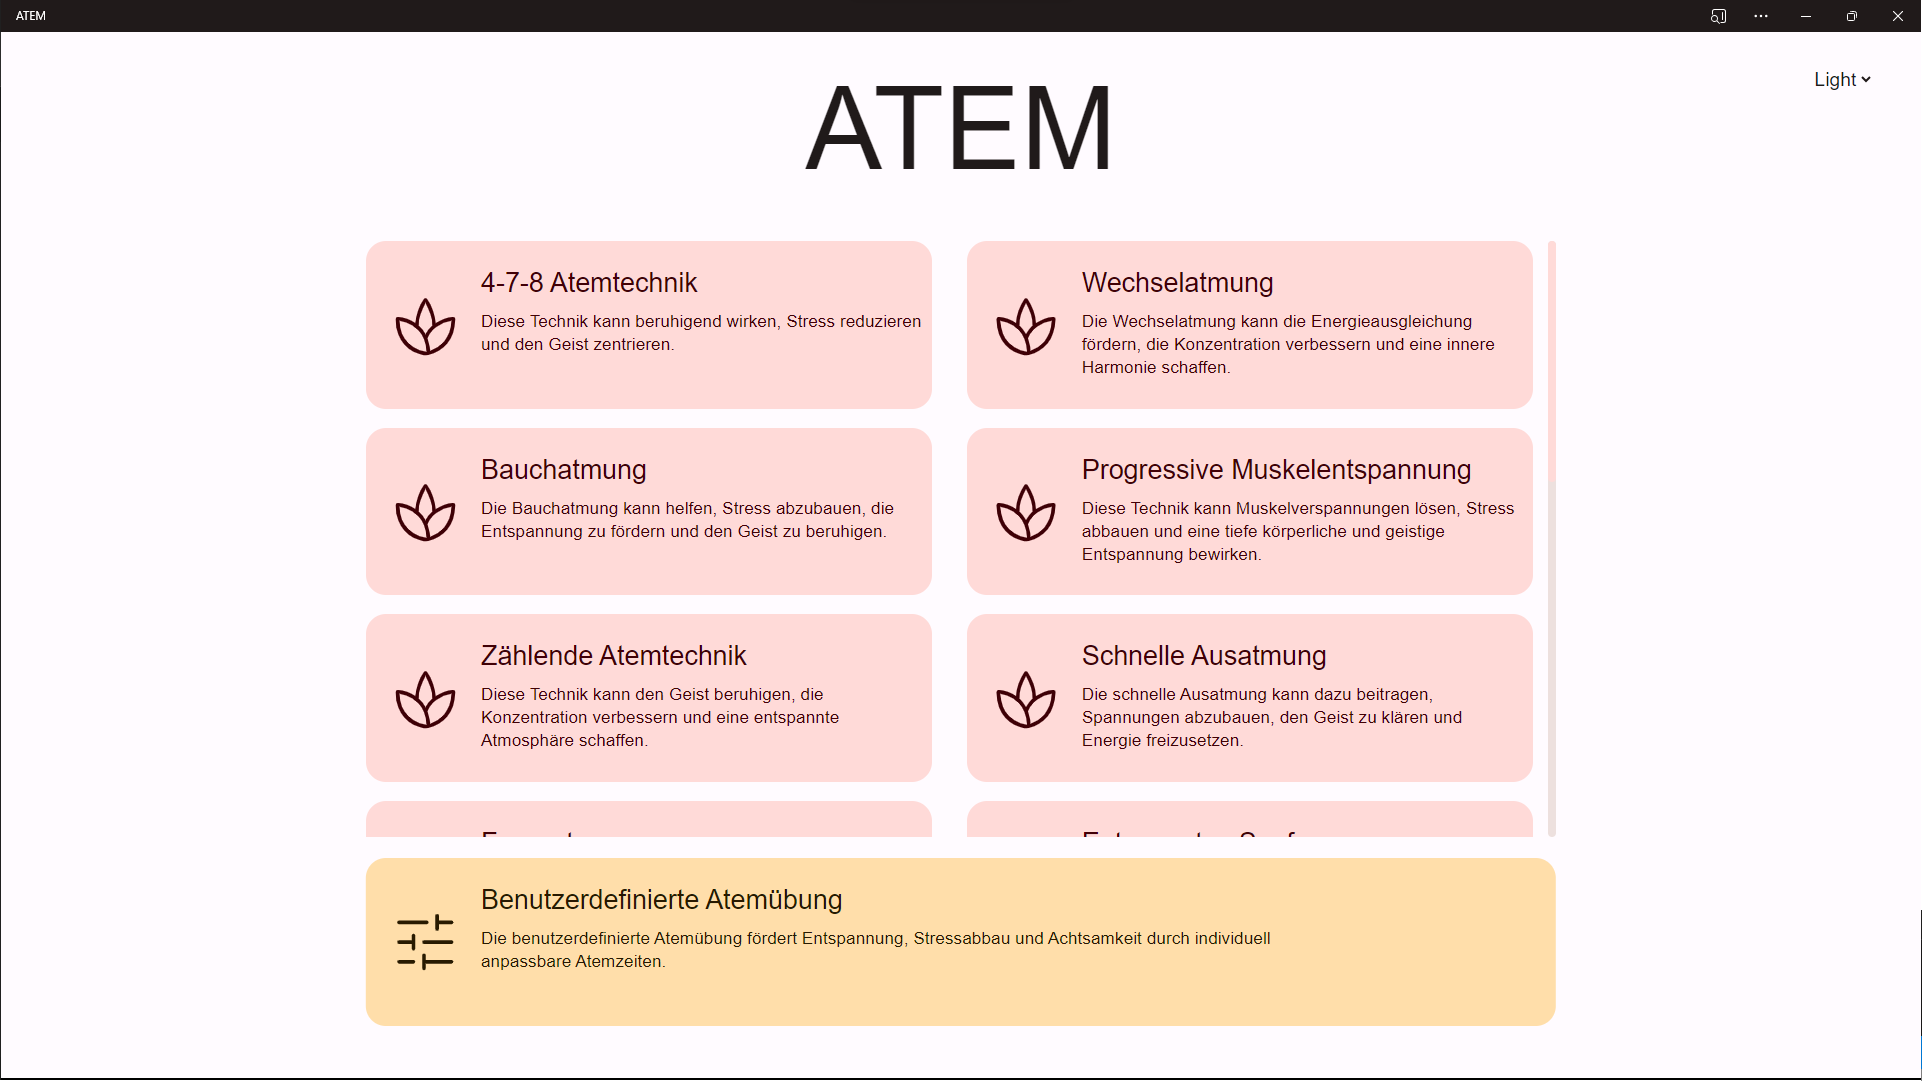 ATEM
Light
ATEM
4-7-8 Atemtechnik
Diese Technik kann beruhigend wirken, Stress reduzieren
und den Geist zentrieren.
Wechselatmung
Die Wechselatmung kann die Energieausgleichung
fördern, die Konzentration verbessern und eine innere
Harmonie schaffen.
Bauchatmung
Die Bauchatmung kann helfen, Stress abzubauen, die
Entspannung zu fördern und den Geist zu beruhigen.
Progressive Muskelentspannung
Diese Technik kann Muskelverspannungen lösen, Stress
abbauen und eine tiefe körperliche und geistige
Entspannung bewirken.
Zählende Atemtechnik
Diese Technik kann den Geist beruhigen, die
Konzentration verbessern und eine entspannte
Atmosphäre schaffen.
Schnelle Ausatmung
Die schnelle Ausatmung kann dazu beitragen,
Spannungen abzubauen, den Geist zu klären und
Energie freizusetzen.
Benutzerdefinierte Atemübung
Die benutzerdefinierte Atemübung fördert Entspannung, Stressabbau und Achtsamkeit durch individuell
anpassbare Atemzeiten.